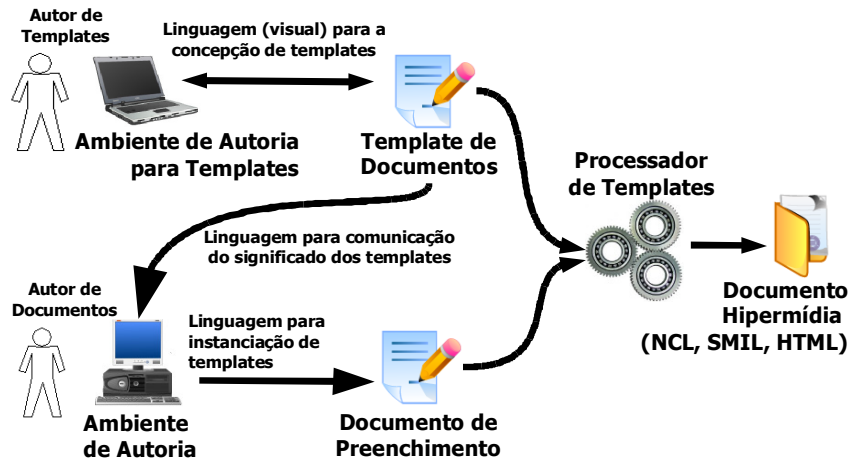 Autor de
Templates
Linguagem (visual) para a
concepção de templates
Ambiente de Autoria
para Templates
Template de
Documentos
Processador
de Templates
Linguagem para comunicação
do significado dos templates
Autor de
Documentos
Linguagem para
instanciação de
templates
Documento
Hipermídia
(NCL, SMIL, HTML)
Ambiente
de Autoria
Documento de
Preenchimento